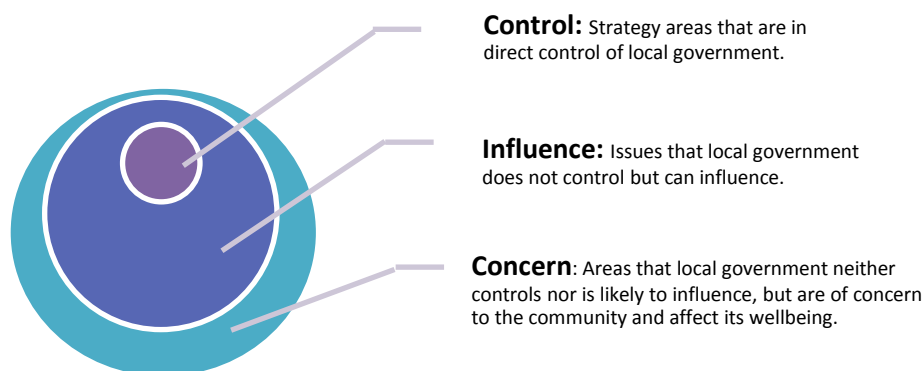 Control: Strategy areas that are in
direct control of local government.
Influence: Issues that local government
does not control but can influence.
Concern: Areas that local government neither
controls nor is likely to influence, but are of concern
to the community and affect its wellbeing.